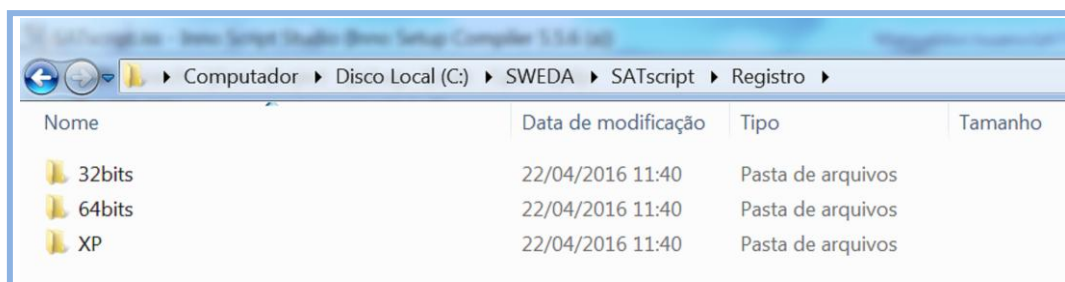 Computador ▸ Disco Local (C:) ▸ SWEDA ▸ SATscript ▸ Registro ▸
Nome Data de modificação Tipo Tamanho
32bits 22/04/2016 11:40 Pasta de arquivos
64bits 22/04/2016 11:40 Pasta de arquivos
XP 22/04/2016 11:40 Pasta de arquivos